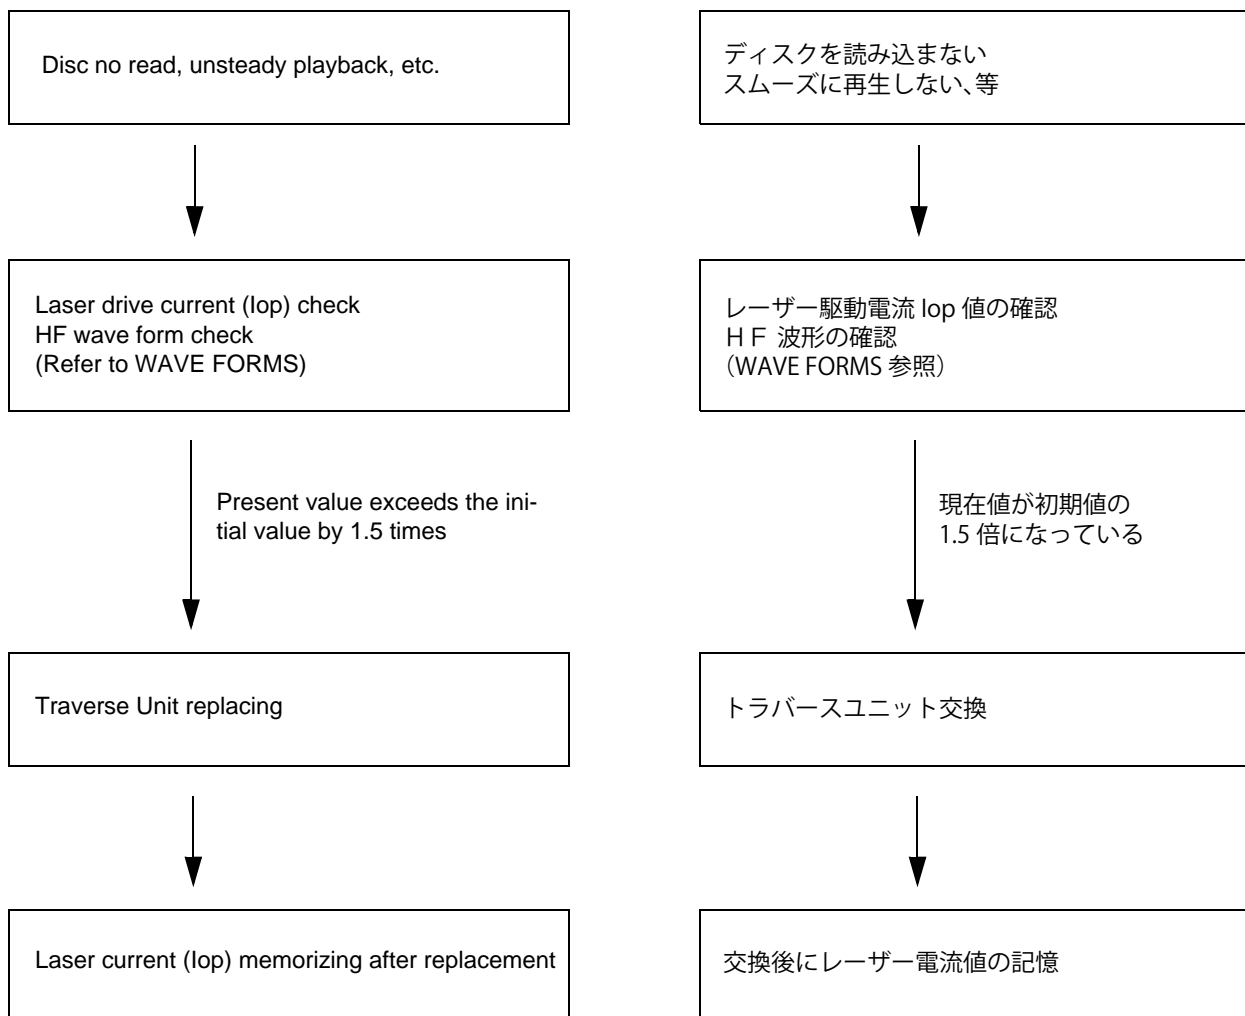 Disc no read, unsteady playback, etc.
Laser drive current (Iop) check
HF wave form check
(Refer to WAVE FORMS)
Present value exceeds the ini-
tial value by 1.5 times
Traverse Unit replacing
Laser current (Iop) memorizing after replacement
ディスクを読み込まない
スムーズに再生しない、等
レーザー駆動電流 Iop 値の確認
ＨＦ 波形の確認
（WAVE FORMS 参照）
現在値が初期値の
1.5 倍になっている
トラバースユニット交換
交換後にレーザー電流値の記憶